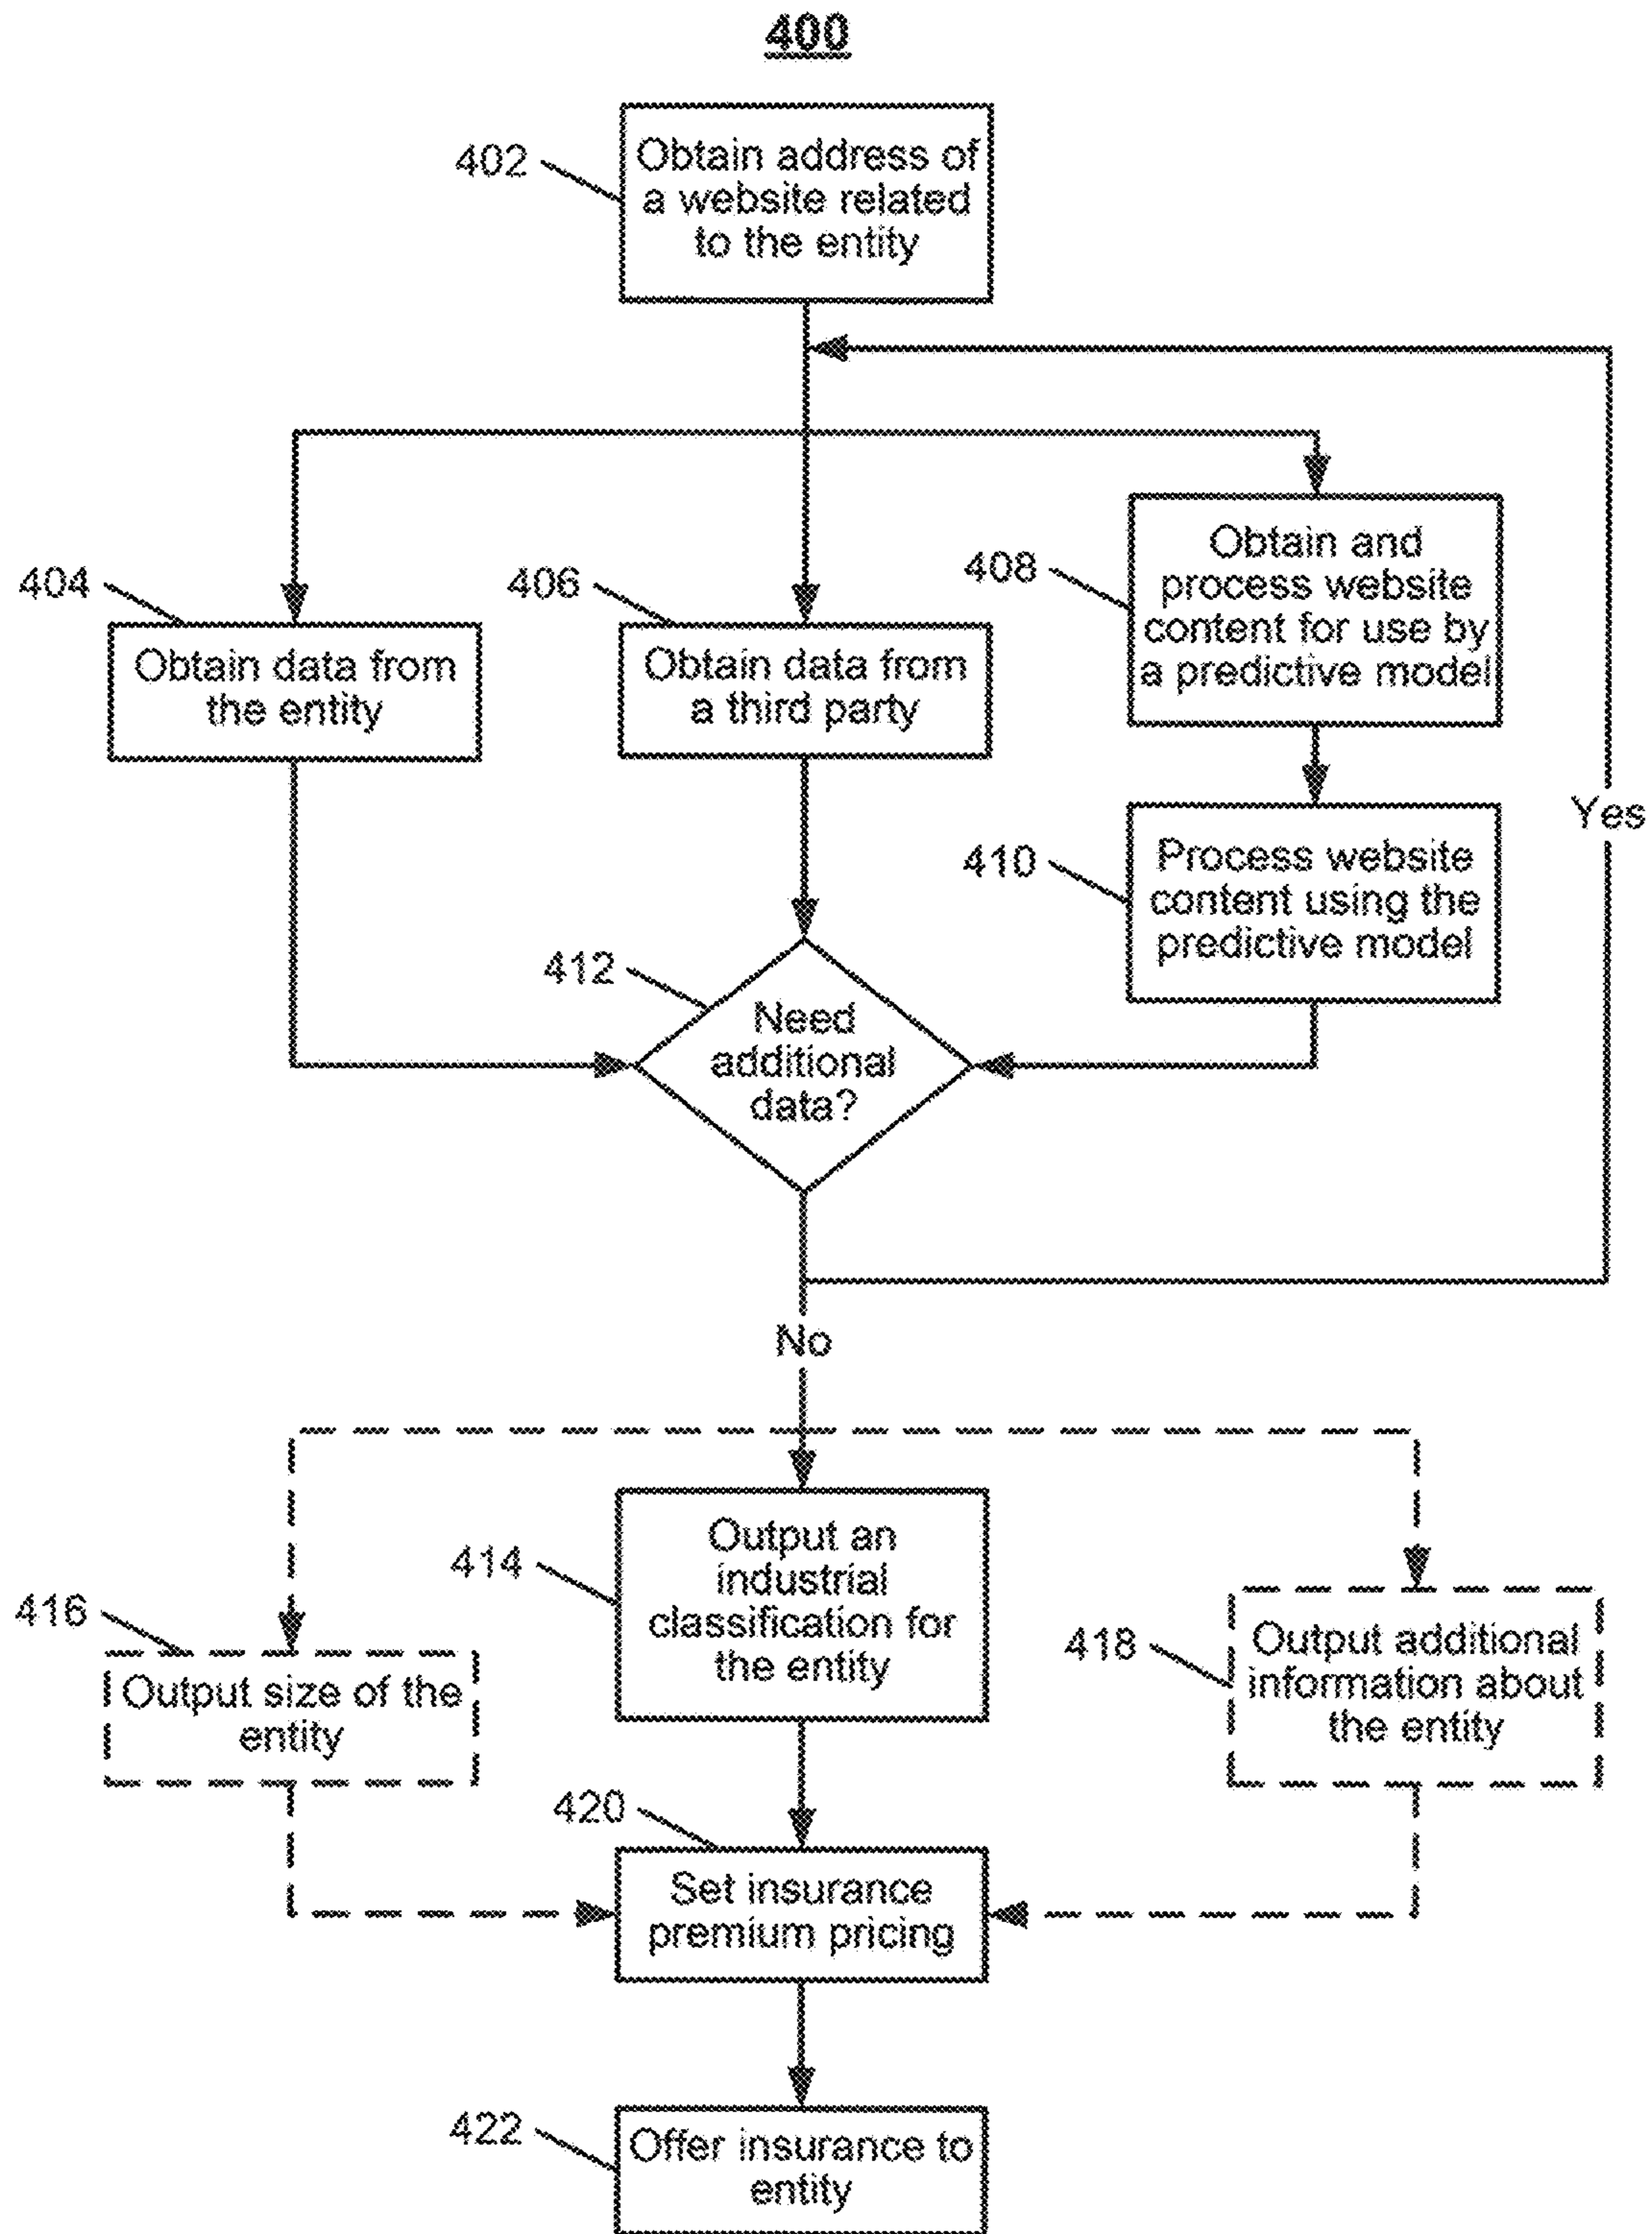 400
402
Obtain address of
a website related
to the entity
404
Obtain data from
the entity
406
Obtain data from
a third party
408
Obtain and
process website
content for use by
a predictive model
410
Process website
content using the
predictive model
Yes
412
Need
additional
data?
No
414
Output an
industrial
classification for
the entity
416
Output size of the
entity
418
Output additional
information about
the entity
420
Set insurance
premium pricing
422
Offer insurance to
entity